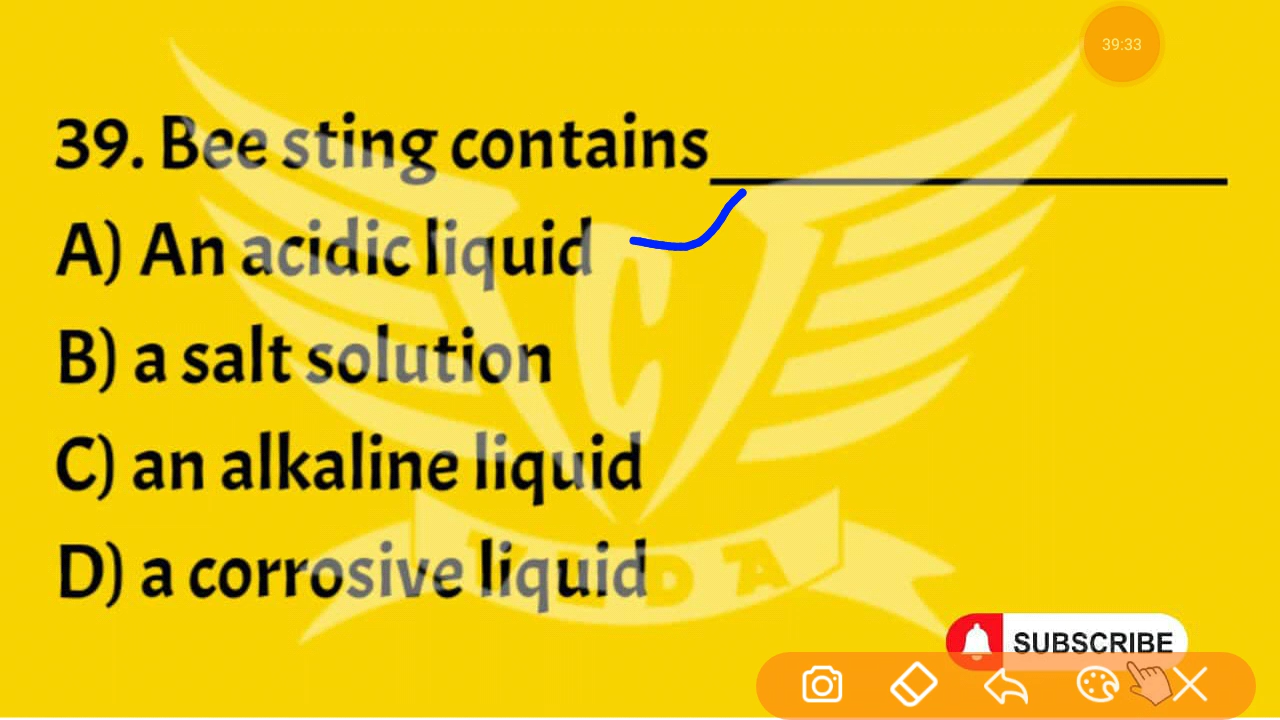 39:33
39. Bee sting contains
A) An acidic liquid
B) a salt solution
C) an alkaline liquid
D) a corrosive liquid
SUBSCRIBE